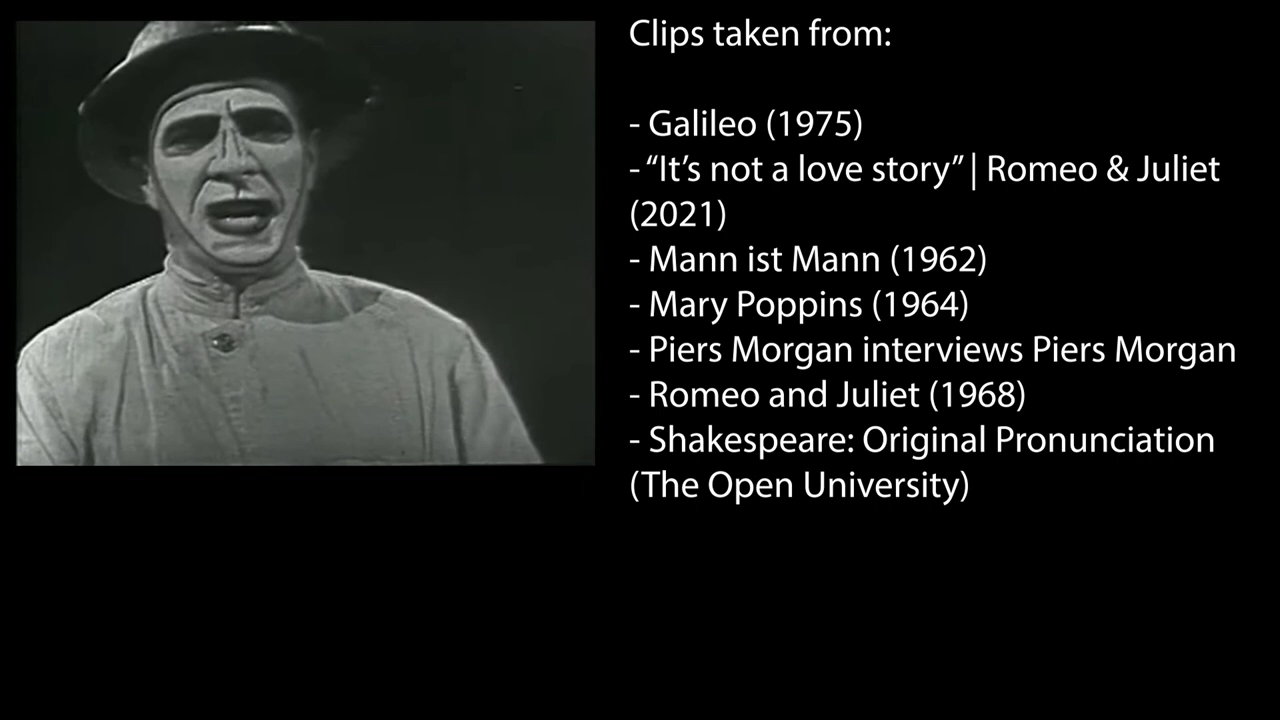 Clips taken from:
- Galileo (1975)
- “It’s not a love story” | Romeo & Juliet
(2021)
- Mann ist Mann (1962)
- Mary Poppins (1964)
- Piers Morgan interviews Piers Morgan
- Romeo and Juliet (1968)
- Shakespeare: Original Pronunciation
(The Open University)